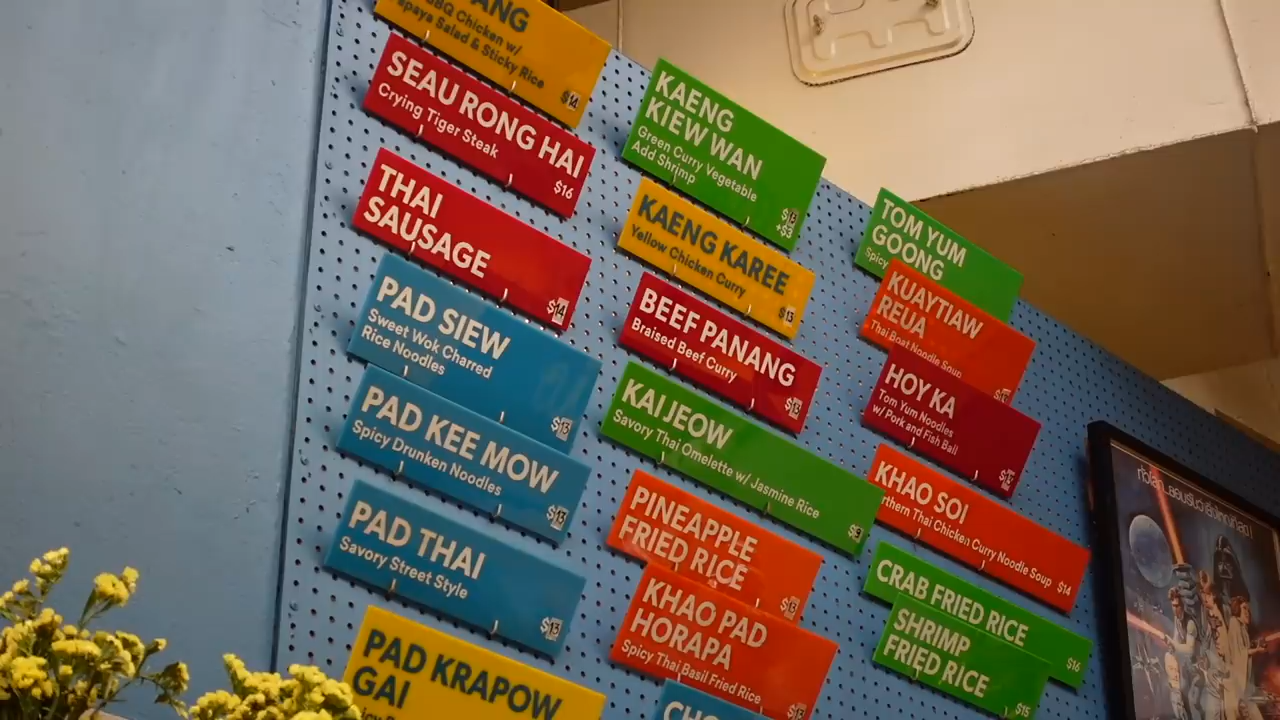 BBQ Chicken w/
Papaya Salad & Sticky Rice
$14
SEAU RONG HAI
Crying Tiger Steak
$16
THAI
SAUSAGE
$14
PAD SIEW
Sweet Wok Charred
Rice Noodles
$13
PAD KEE MOW
Spicy Drunken Noodles
$13
PAD THAI
Savory Street Style
$13
PAD KRAPOW
GAI
KAENG
KIEW WAN
Green Curry Vegetable
Add Shrimp
$13
+$3
KAENG KAREE
Yellow Chicken Curry
$13
BEEF PANANG
Braised Beef Curry
$13
KAI JEOW
Savory Thai Omelette w/ Jasmine Rice
$9
PINEAPPLE
FRIED RICE
$13
KHAO PAD
HORAPA
Spicy Thai Basil Fried Rice
$13
TOM YUM
GOONG
Spicy
KUAYTIAW
REUA
Thai Boat Noodle Soup
HOY KA
Tom Yum Noodles
w/ Pork and Fish Ball
KHAO SOI
Northern Thai Chicken Curry Noodle Soup $14
CRAB FRIED RICE
$16
SHRIMP
FRIED RICE
$15